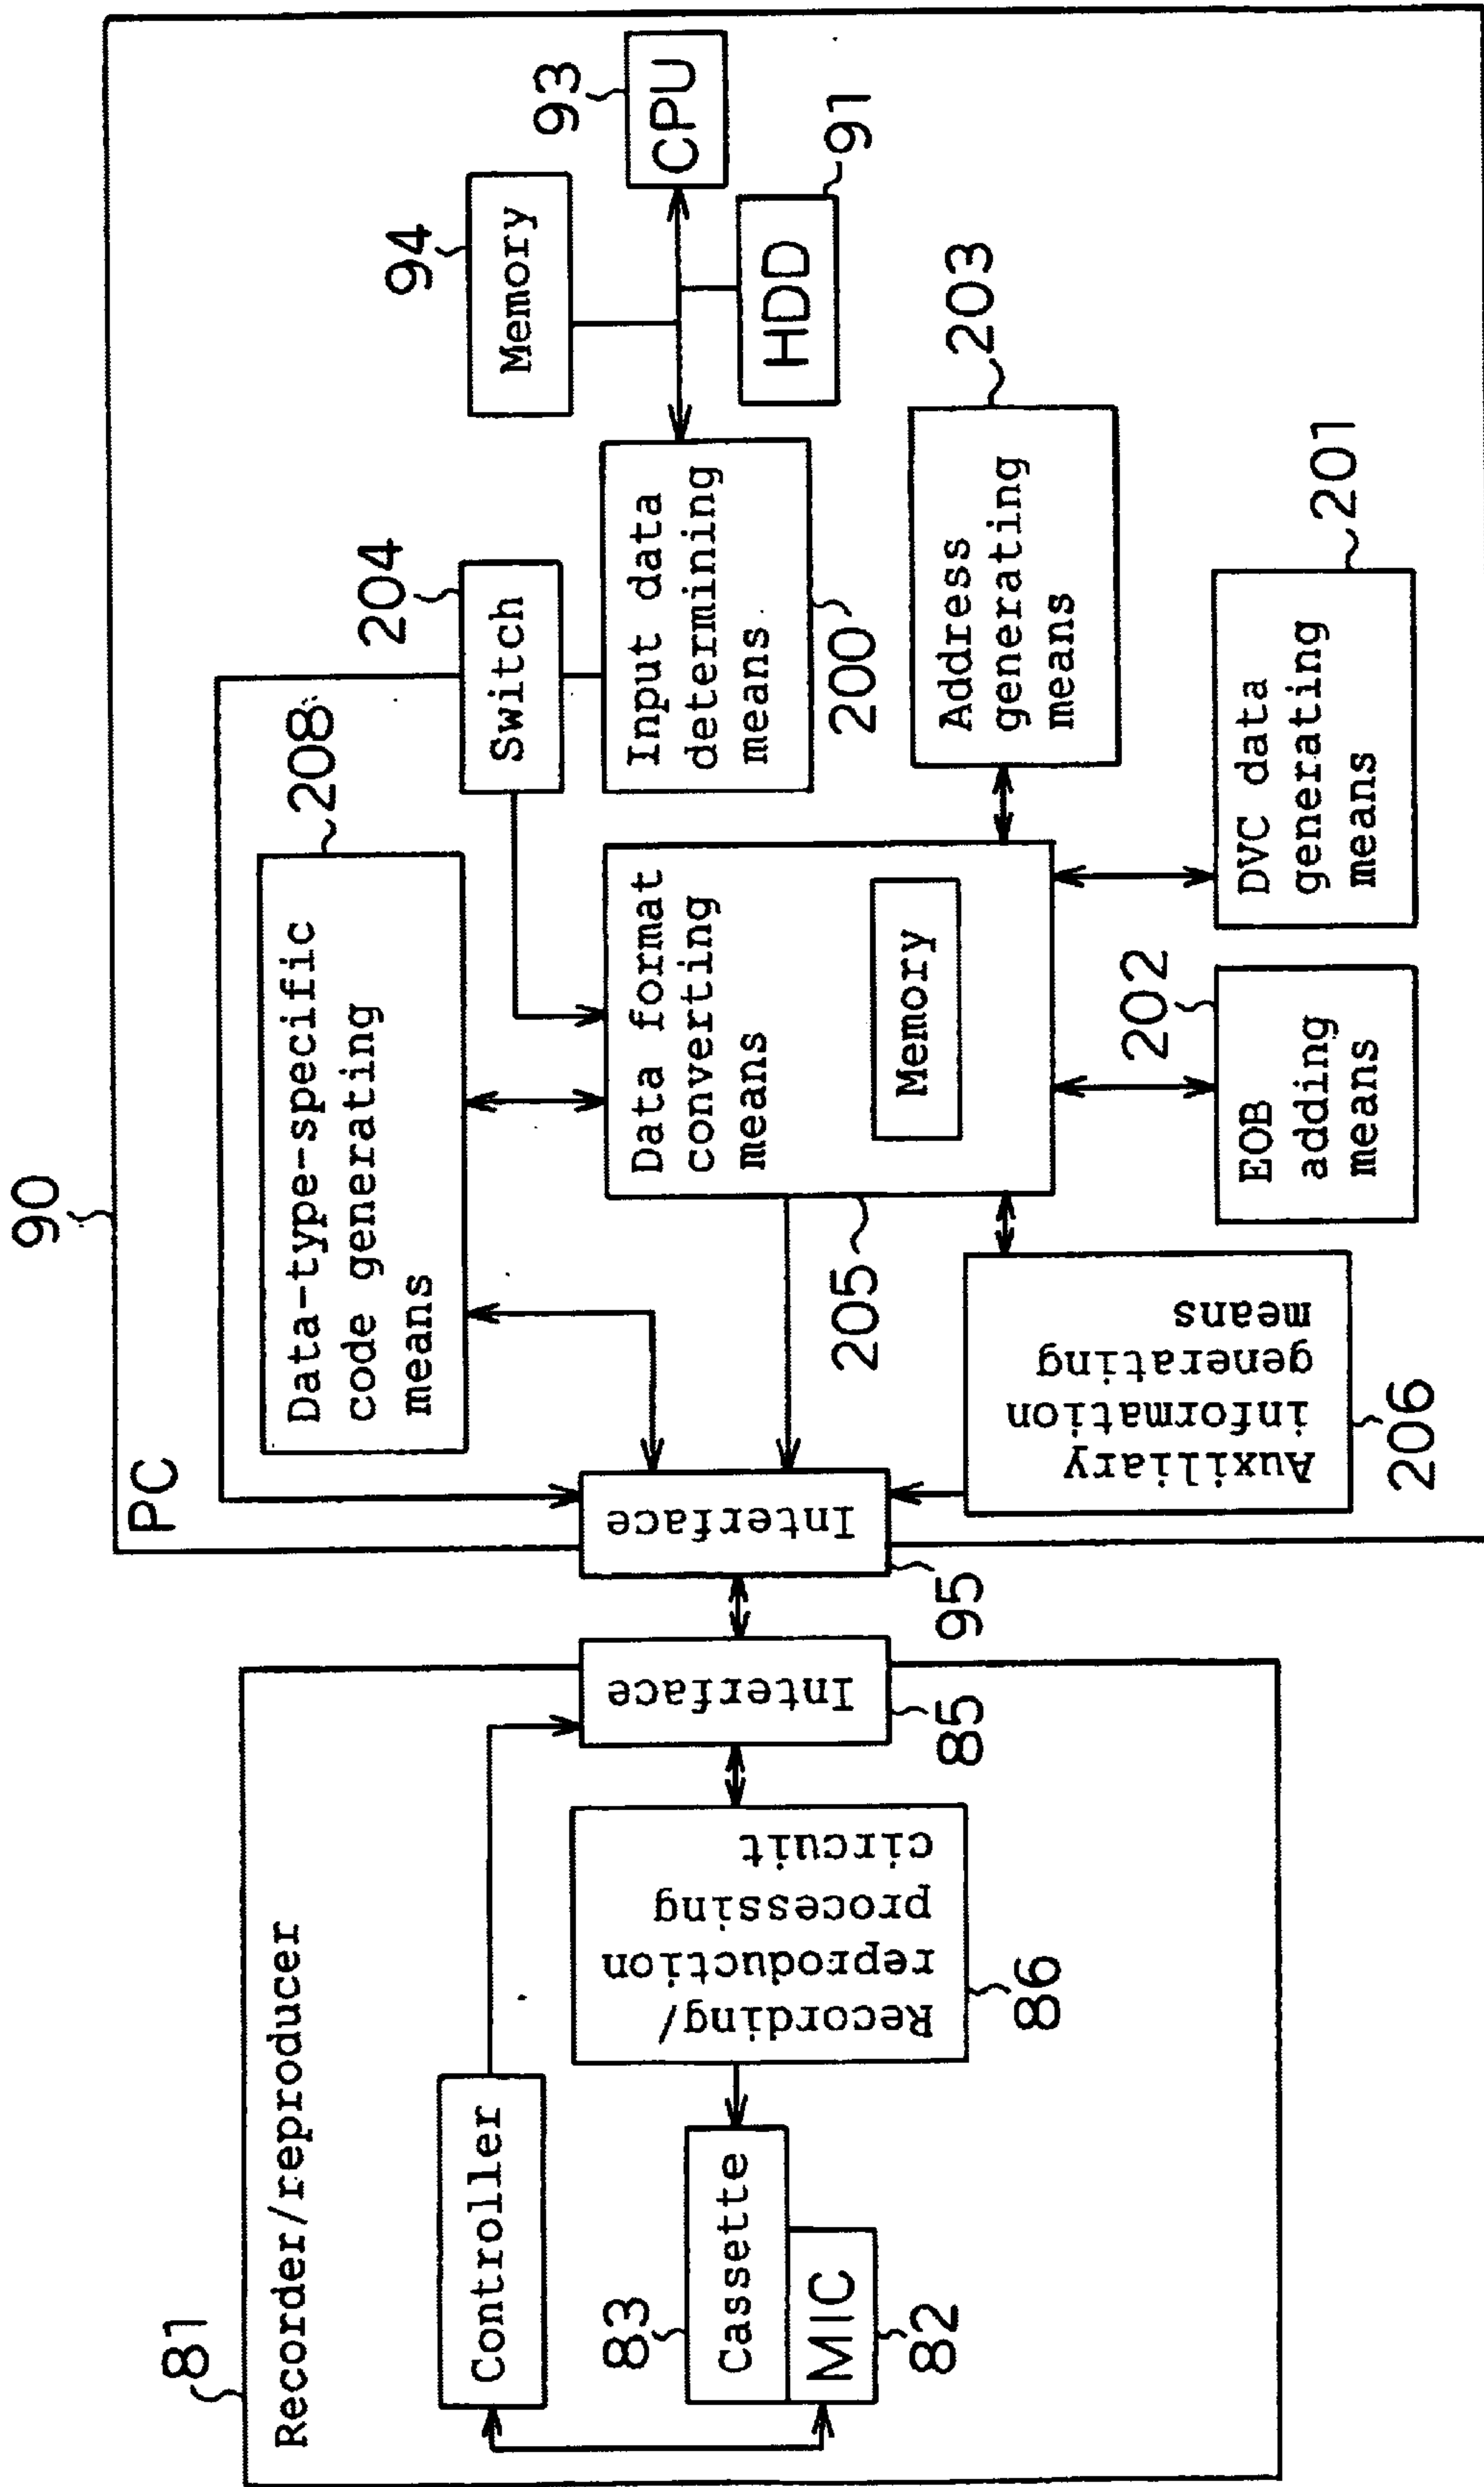 81
Recorder/reproducer
Controller
83
Cassette
MIC
82
Recording/
reproduction
processing
circuit
86
Interface
85
90
PC
Interface
95
Data-type-specific
code generating
means
208
Switch
204
Memory
94
CPU
93
HDD
91
Input data
determining
means
200
Data format
converting
means
Memory
205
Address
generating
means
203
Auxiliary
information
generating
means
206
EOB
adding
means
202
DVC data
generating
means
201